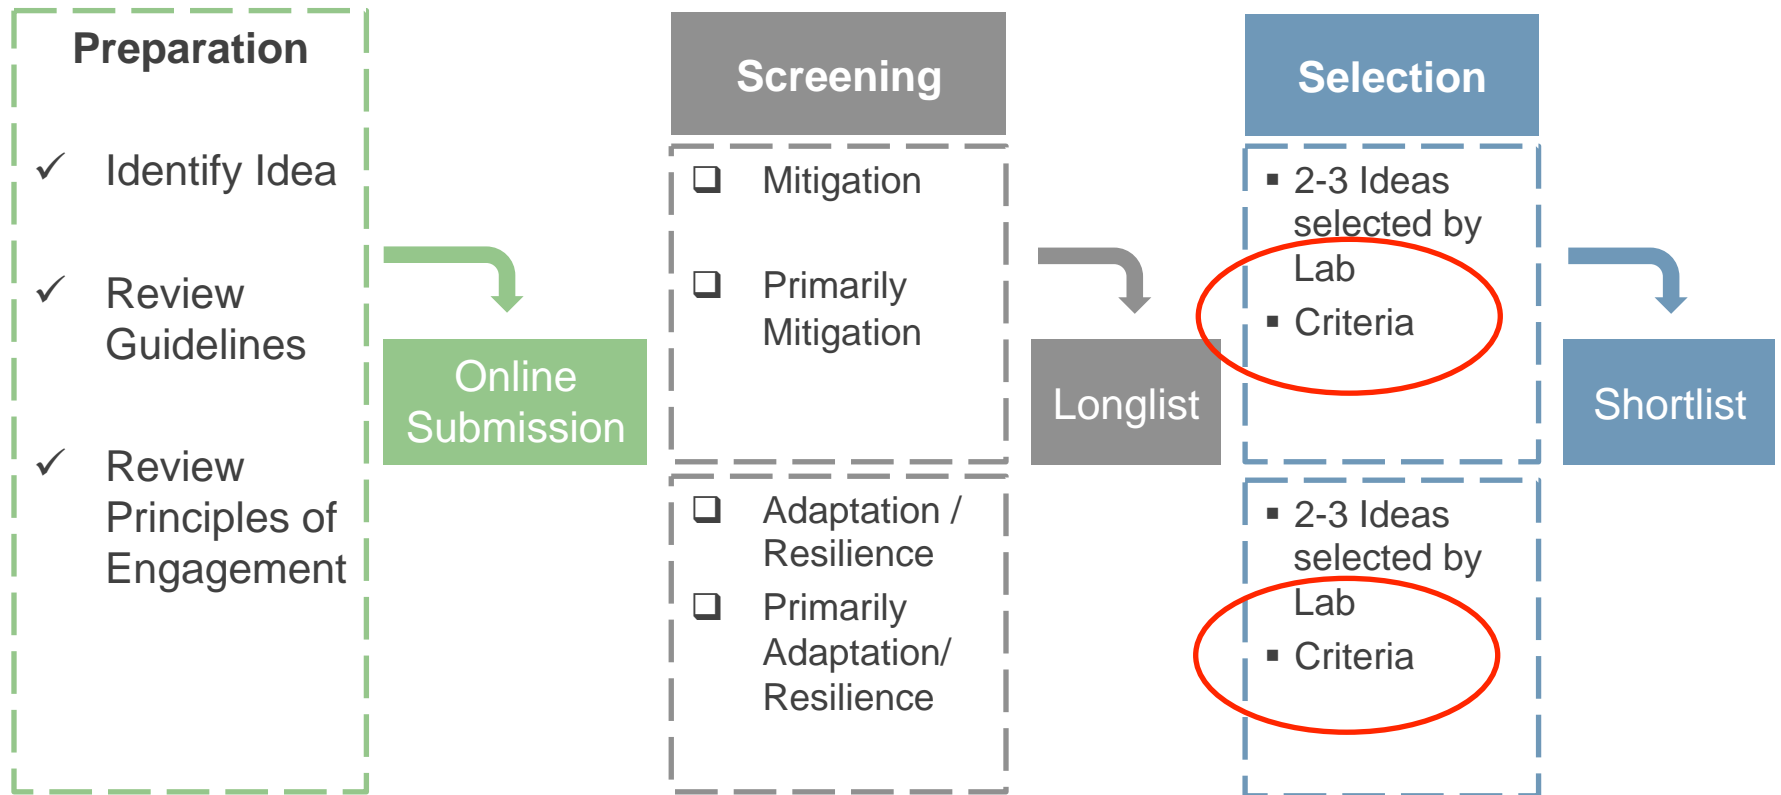 Preparation
✓ Identify Idea
✓ Review
Guidelines
✓ Review
Principles of
Engagement
Online
Submission
Screening
❑ Mitigation
❑ Primarily
Mitigation
❑ Adaptation /
Resilience
❑ Primarily
Adaptation/
Resilience
Longlist
Selection
▪ 2-3 Ideas
selected by
Lab
▪ Criteria
▪ 2-3 Ideas
selected by
Lab
▪ Criteria
Shortlist